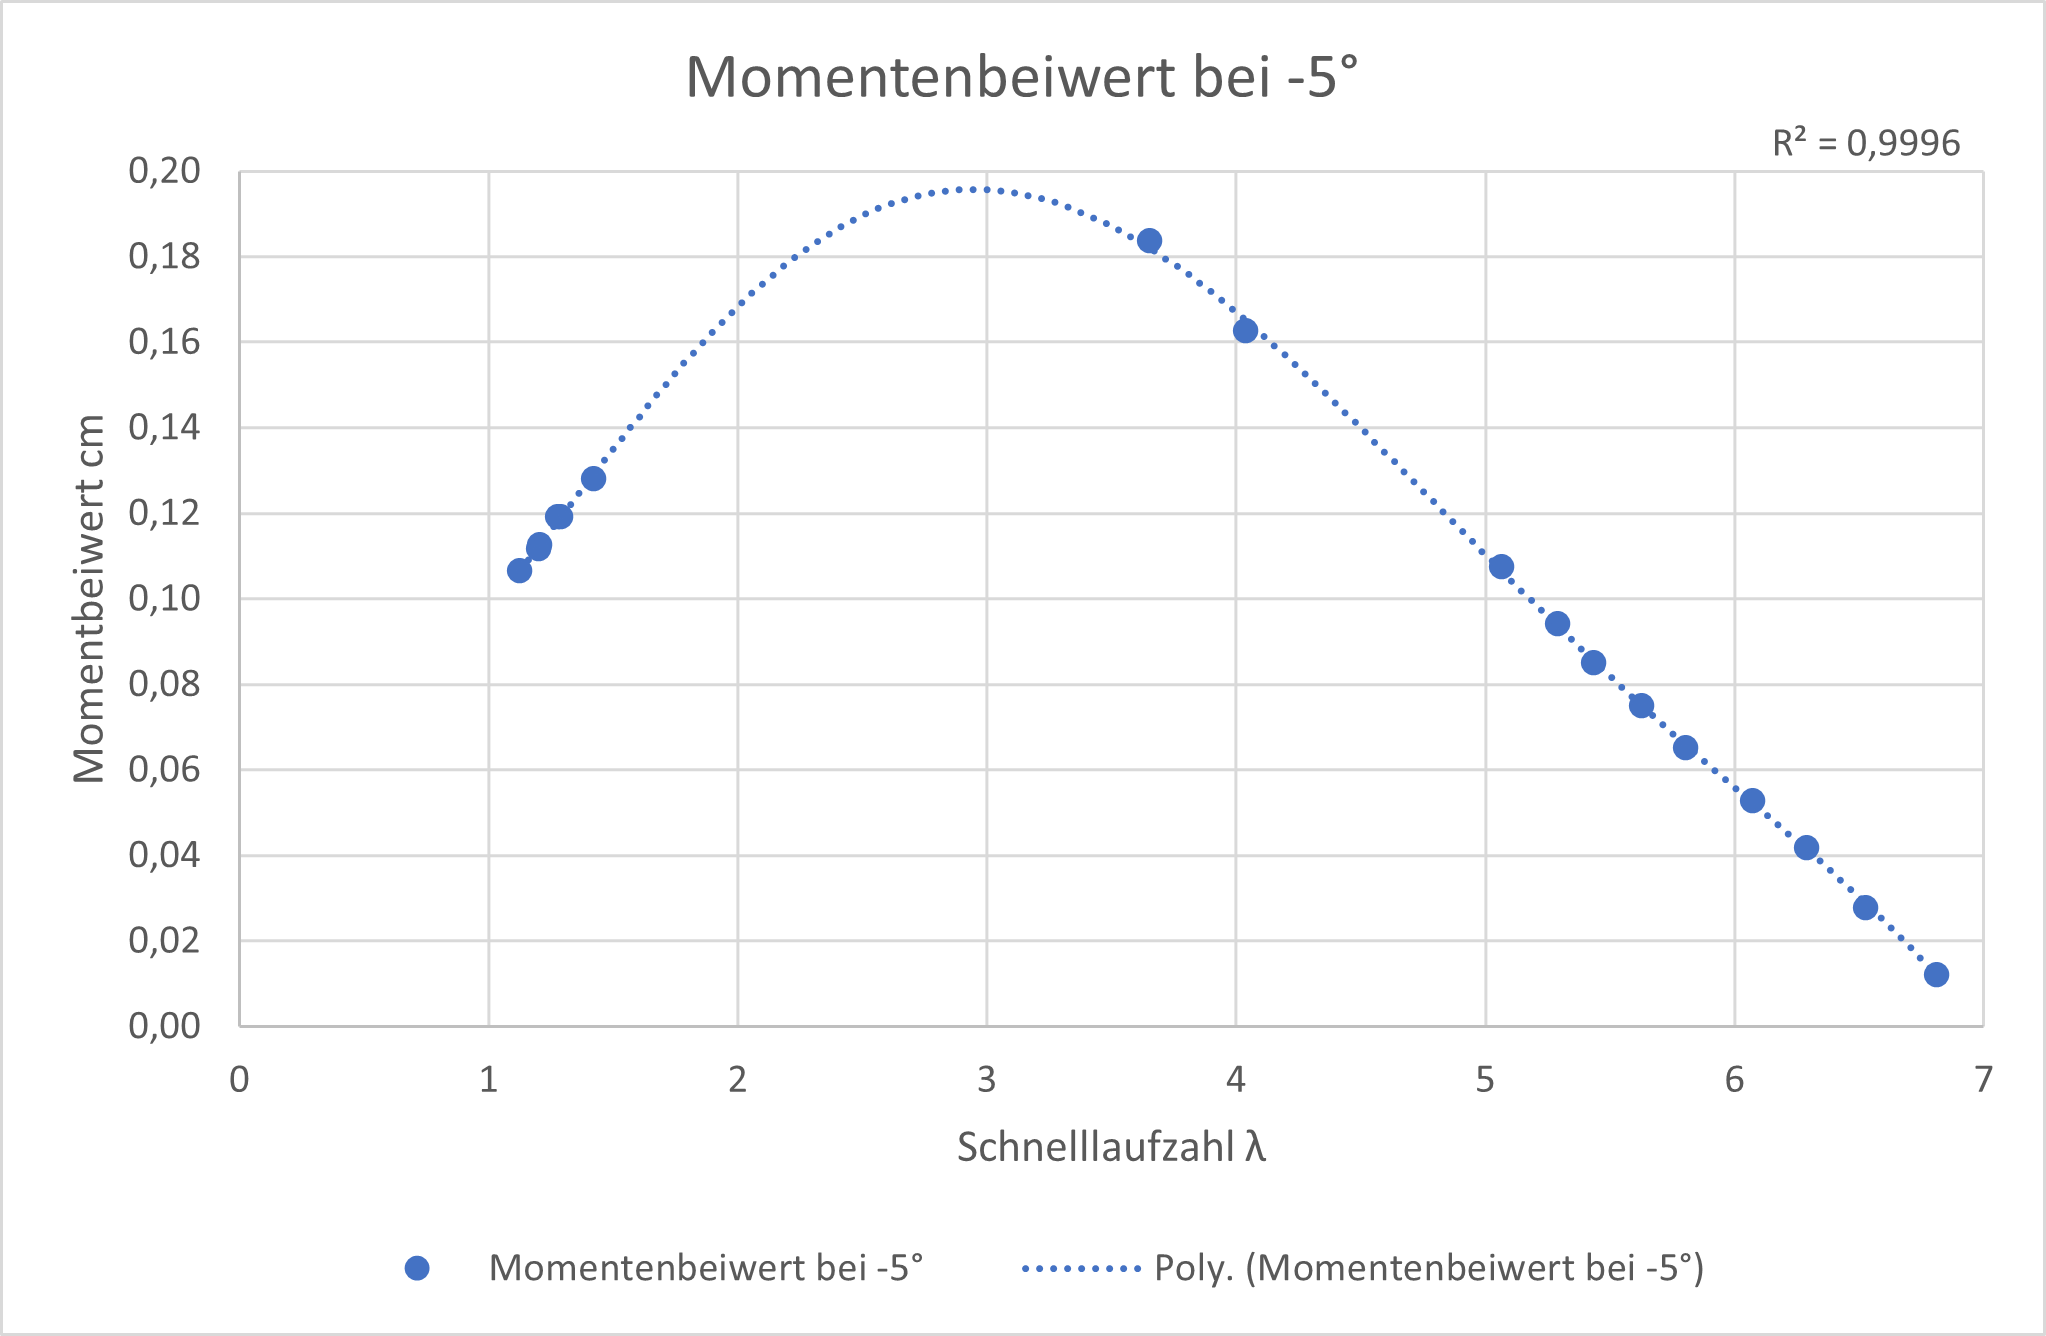 Momentenbeiwert bei -5°
R² = 0,9996
0,20
0,18
0,16
0,14
0,12
0,10
0,08
0,06
0,04
0,02
0,00
Momentbeiwert cm
0 1 2 3 4 5 6 7
Schnelllaufzahl λ
Momentenbeiwert bei -5° Poly. (Momentenbeiwert bei -5°)